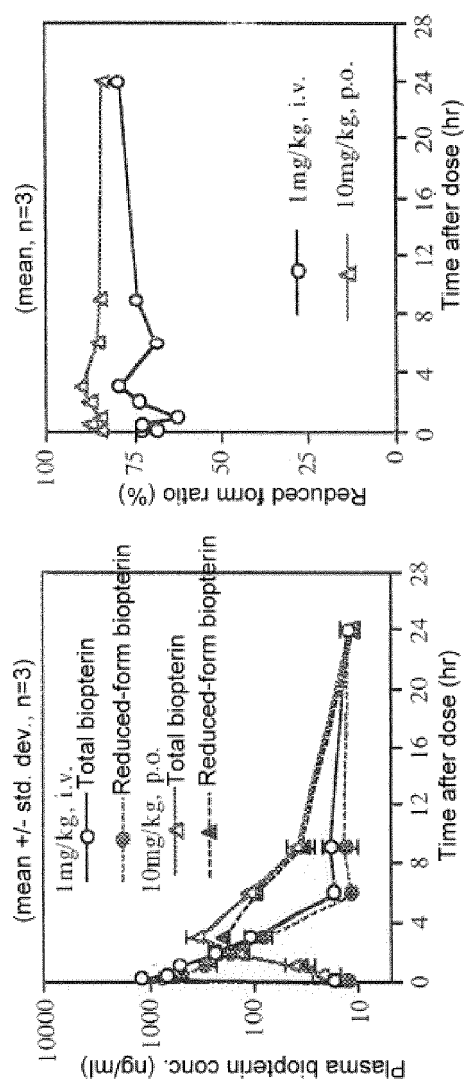 (mean +/- std. dev., n=3)
1mg/kg, i.v.
Total biopterin
Reduced-form biopterin
10mg/kg, p.o.
Total biopterin
Reduced-form biopterin
Plasma biopterin conc. (ng/ml)
10000
1000
100
10
0 4 8 12 16 20 24 28
Time after dose (hr)
(mean, n=3)
Reduced form ratio (%)
100
75
50
25
0
1mg/kg, i.v.
10mg/kg, p.o.
0 4 8 12 16 20 24 28
Time after dose (hr)